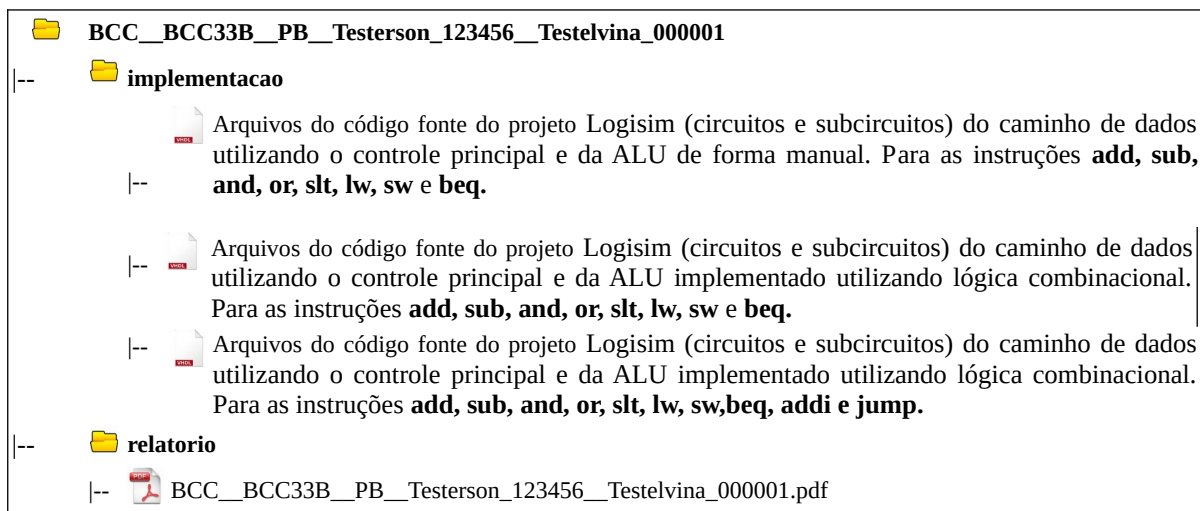 BCC__BCC33B__PB__Testerson_123456__Testelvina_000001
|-- implementacao
Arquivos do código fonte do projeto Logisim (circuitos e subcircuitos) do caminho de dados
VHDL
utilizando o controle principal e da ALU de forma manual. Para as instruções add, sub,
|-- and, or, slt, lw, sw e beq.
Arquivos do código fonte do projeto Logisim (circuitos e subcircuitos) do caminho de dados
|-- VHDL utilizando o controle principal e da ALU implementado utilizando lógica combinacional.
Para as instruções add, sub, and, or, slt, lw, sw e beq.
|-- Arquivos do código fonte do projeto Logisim (circuitos e subcircuitos) do caminho de dados
VHDL
utilizando o controle principal e da ALU implementado utilizando lógica combinacional.
Para as instruções add, sub, and, or, slt, lw, sw,beq, addi e jump.
|-- relatorio
|-- PDF BCC__BCC33B__PB__Testerson_123456__Testelvina_000001.pdf